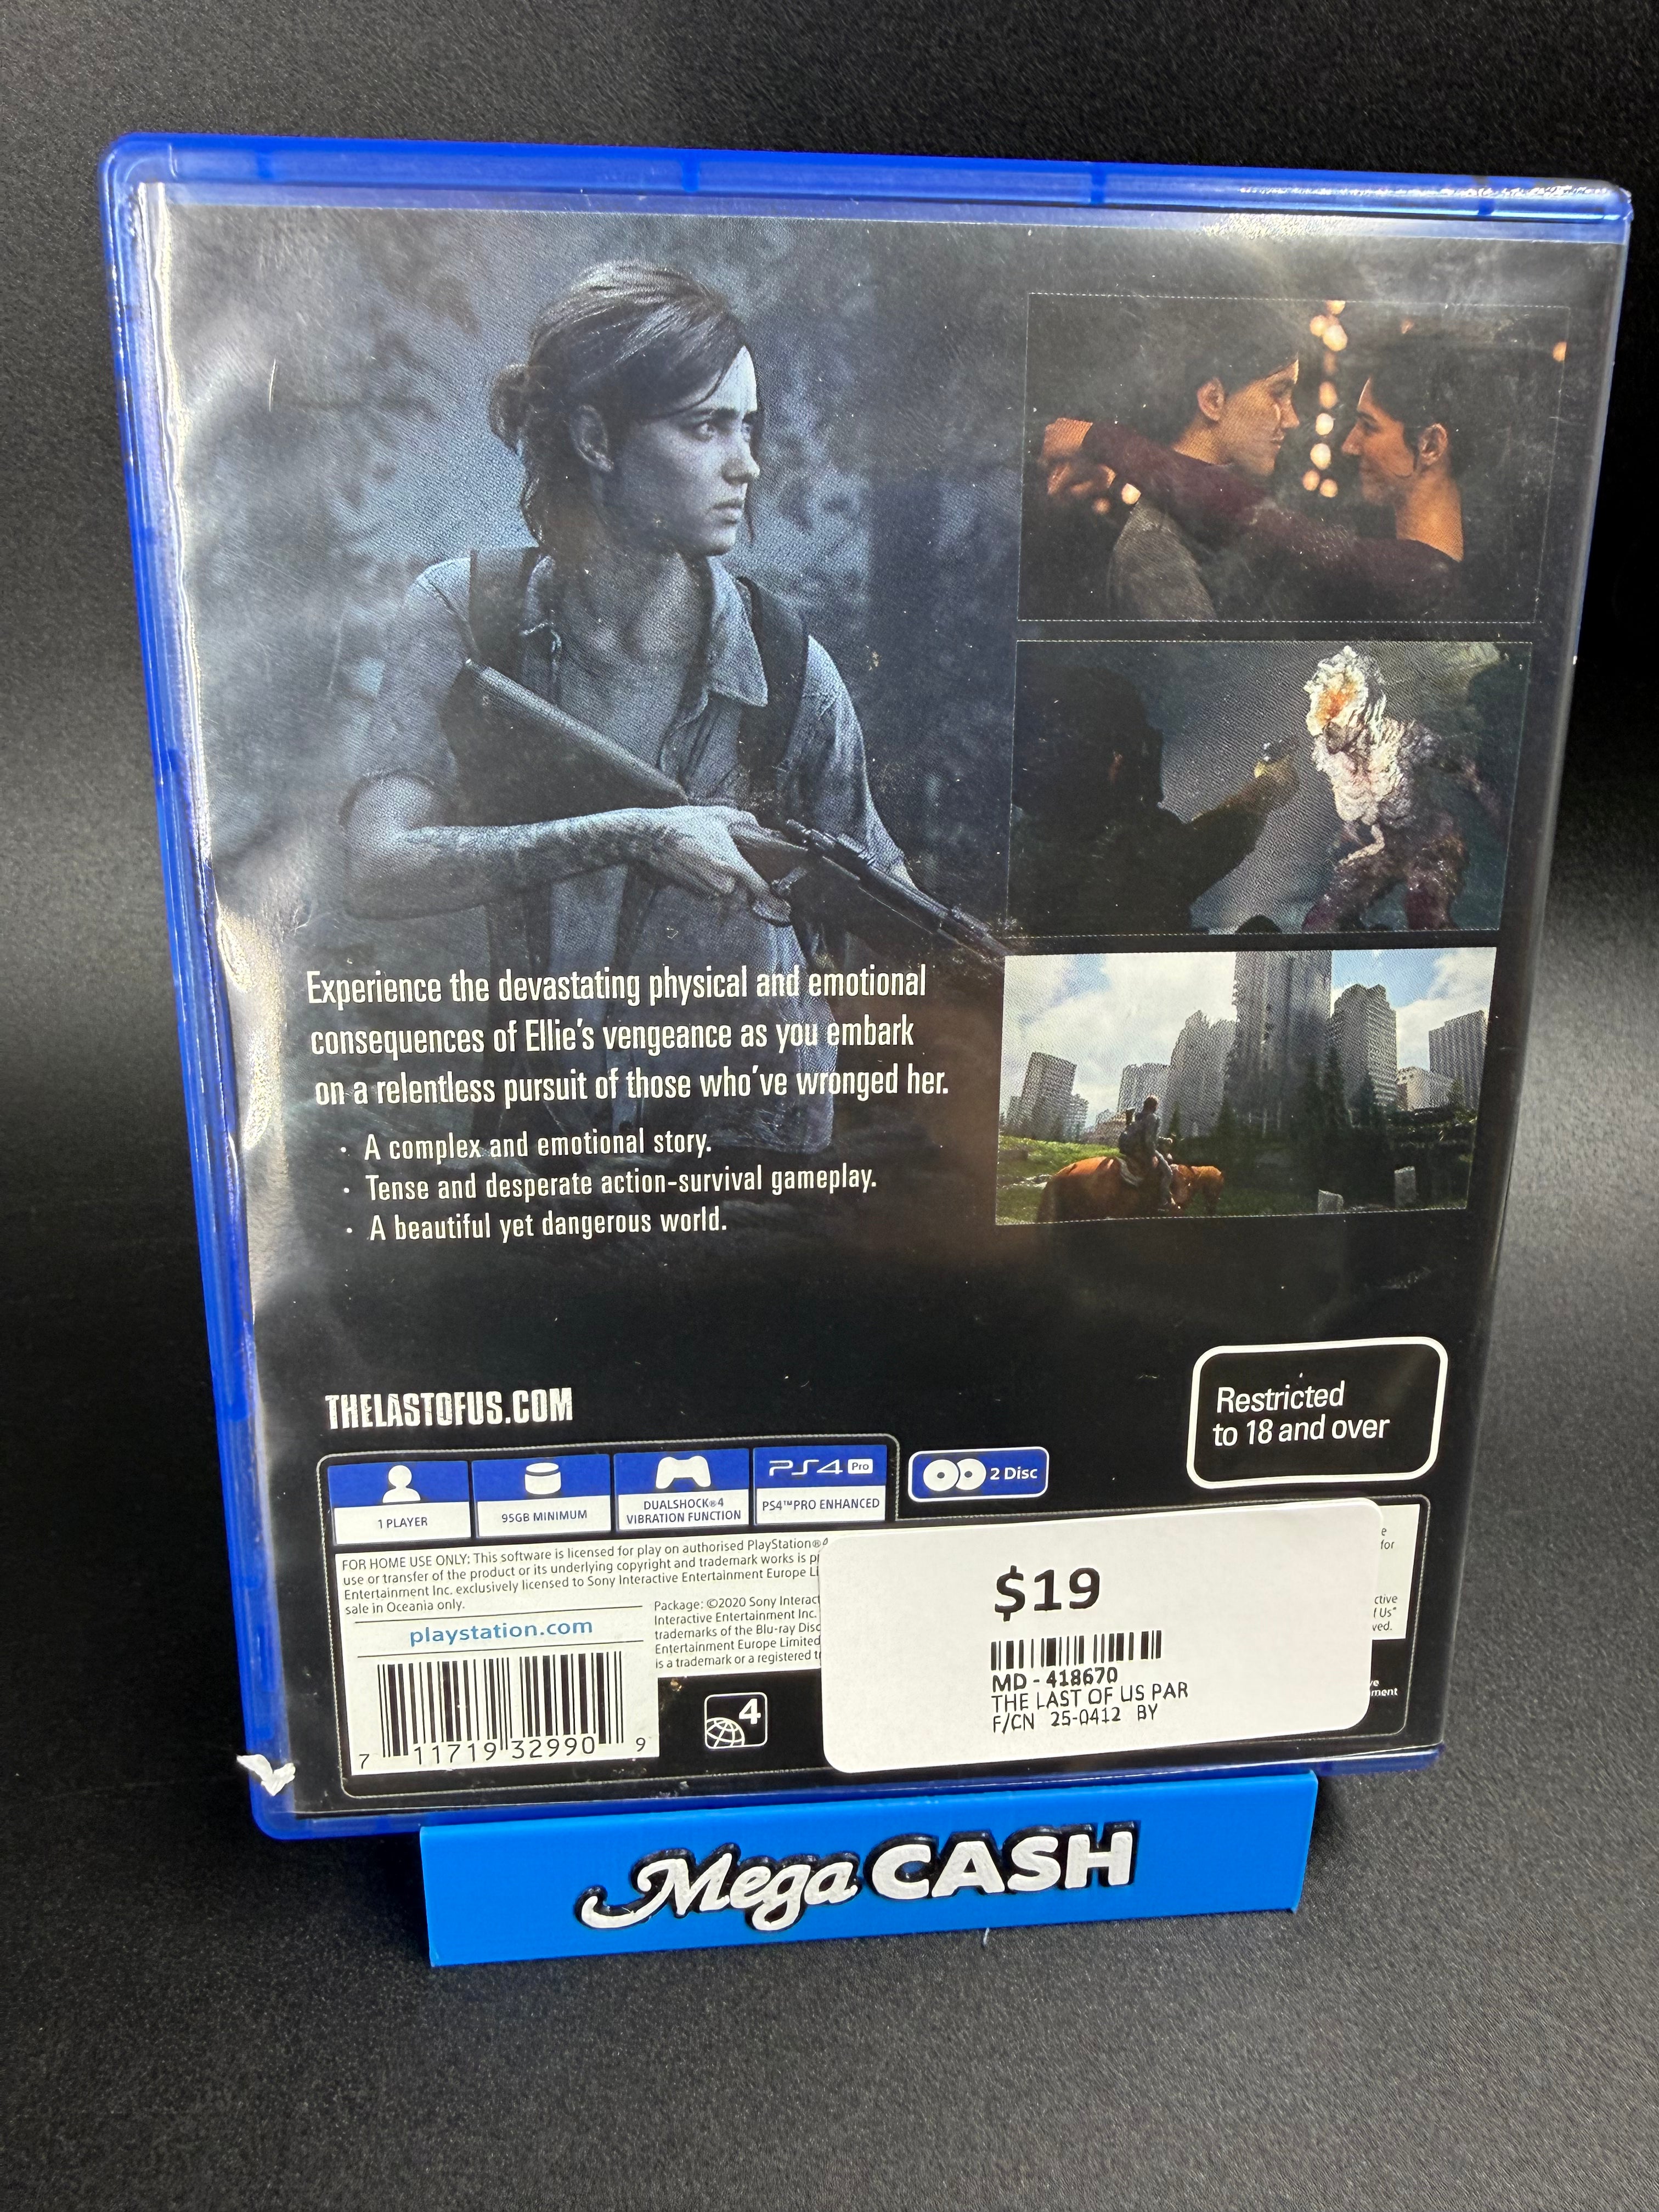 Experience the devastating physical and emotional
consequences of Ellie's vengeance as you embark
on a relentless pursuit of those who've wronged her.
· A complex and emotional story.
· Tense and desperate action-survival gameplay.
· A beautiful yet dangerous world.
THELASTOFUS.COM
Restricted
to 18 and over
1 PLAYER
95GB MINIMUM
DUALSHOCK®4
VIBRATION FUNCTION
PS4 Pro
PS4™PRO ENHANCED
2 Disc
FOR HOME USE ONLY: This software is licensed for play on authorised PlayStation®4
use or transfer of the product or its underlying copyright and trademark works is
Entertainment Inc. exclusively licensed to Sony Interactive Entertainment Europe
sale in Oceania only.
playstation.com
Package: ©2020 Sony
Interactive Entertainment Inc.
trademarks of the Blu-ray
Entertainment Europe Limited
is a trademark or a registered
7 11719 32990 9
4
$19
MD - 418670
THE LAST OF US PAR
F/CN 25-0412 BY
for
Us"
MegaCASH